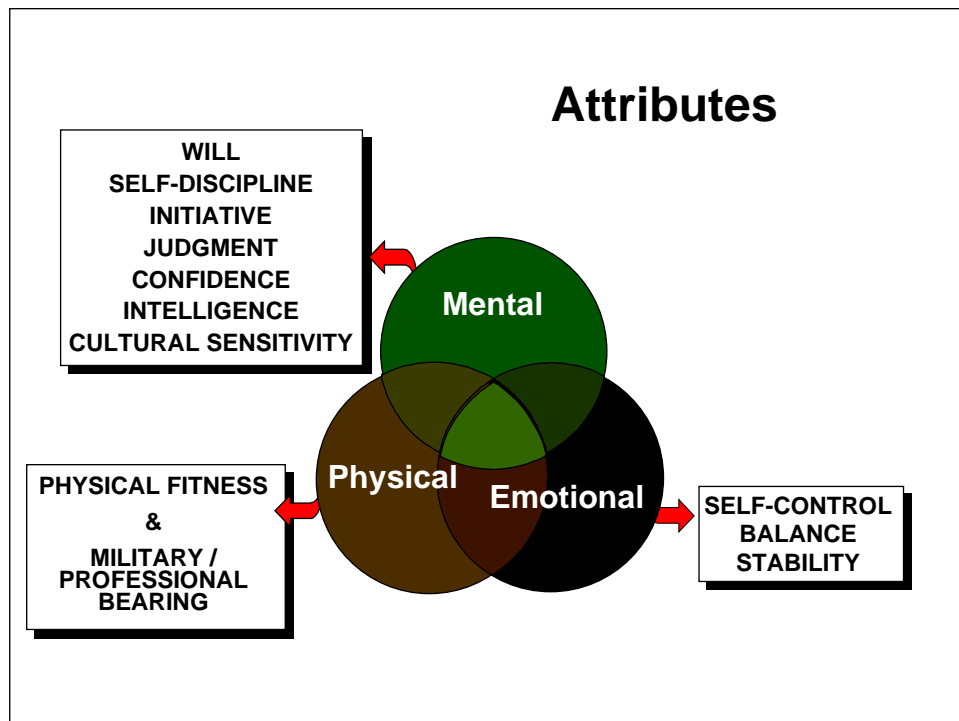 Attributes
WILL
SELF-DISCIPLINE
INITIATIVE
JUDGMENT
CONFIDENCE
INTELLIGENCE
CULTURAL SENSITIVITY
Mental
Physical
Emotional
PHYSICAL FITNESS
&
MILITARY /
PROFESSIONAL
BEARING
SELF-CONTROL
BALANCE
STABILITY